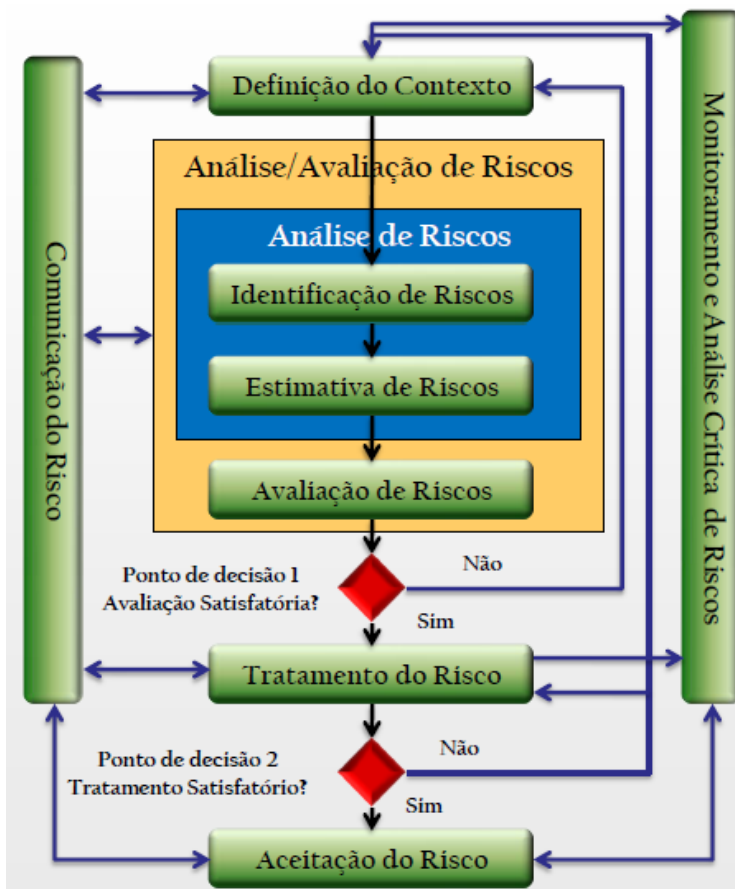 Definição do Contexto
Análise/Avaliação de Riscos
Análise de Riscos
Identificação de Riscos
Estimativa de Riscos
Avaliação de Riscos
Comunicação do Risco
Monitoramento e Análise Crítica de Riscos
Ponto de decisão 1
Avaliação Satisfatória?
Não
Sim
Tratamento do Risco
Ponto de decisão 2
Tratamento Satisfatório?
Não
Sim
Aceitação do Risco